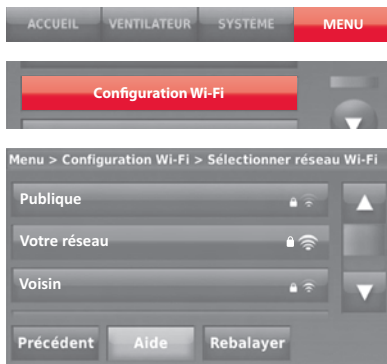 ACCUEIL VENTILATEUR SYSTEME MENU
Configuration Wi-Fi
Menu > Configuration Wi-Fi > Sélectionner réseau Wi-Fi
Publique
Votre réseau
Voisin
Précédent Aide Rebalayer